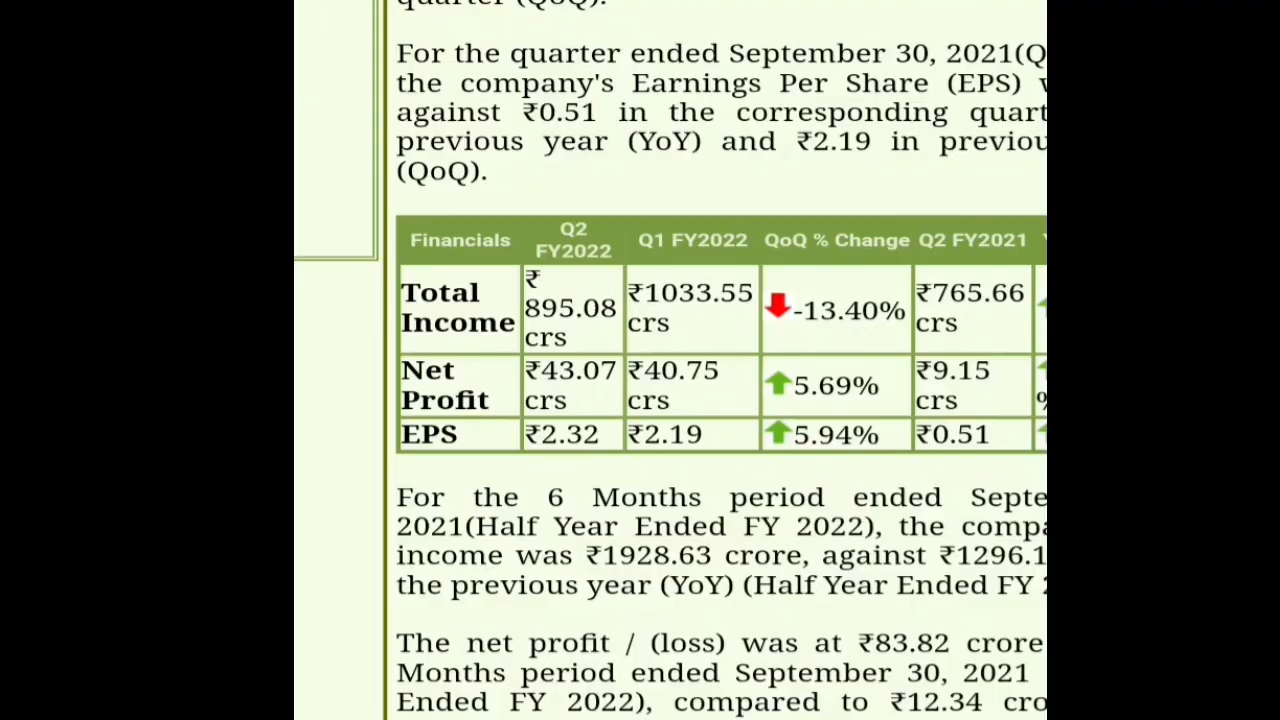 For the quarter ended September 30, 2021(Q
the company's Earnings Per Share (EPS)
against ₹0.51 in the corresponding quart
previous year (YoY) and ₹2.19 in previou
(QoQ).
Financials Q2 FY2022 Q1 FY2022 QoQ % Change Q2 FY2021
Total Income ₹ 895.08 crs ₹1033.55 crs -13.40% ₹765.66 crs
Net Profit ₹43.07 crs ₹40.75 crs 5.69% ₹9.15 crs %
EPS ₹2.32 ₹2.19 5.94% ₹0.51
For the 6 Months period ended Septe
2021(Half Year Ended FY 2022), the compa
income was ₹1928.63 crore, against ₹1296.1
the previous year (YoY) (Half Year Ended FY
The net profit / (loss) was at ₹83.82 crore
Months period ended September 30, 2021
Ended FY 2022), compared to ₹12.34 cro